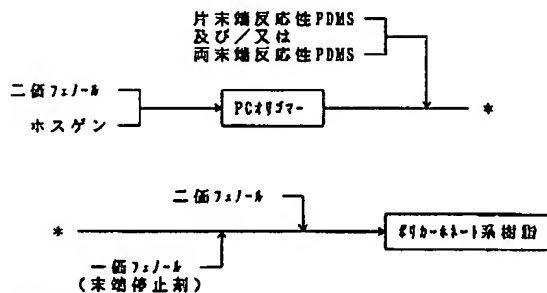 片末端反応性PDMS
及び/又は
両末端反応性PDMS
二価フェノール
ホスゲン
PCオリゴマー
*
二価フェノール
*
ポリカーボネート系樹脂
一価フェノール
(末端停止剤)